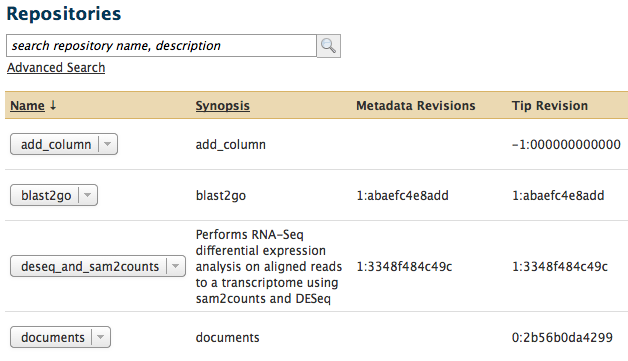 Repositories
search repository name, description
Advanced Search
Name ↓ Synopsis Metadata Revisions Tip Revision
add_column add_column -1:000000000000
blast2go blast2go 1:abaefc4e8add 1:abaefc4e8add
Performs RNA-Seq
differential expression
deseq_and_sam2counts analysis on aligned reads 1:3348f484c49c 1:3348f484c49c
to a transcriptome using
sam2counts and DESeq
documents documents 0:2b56b0da4299